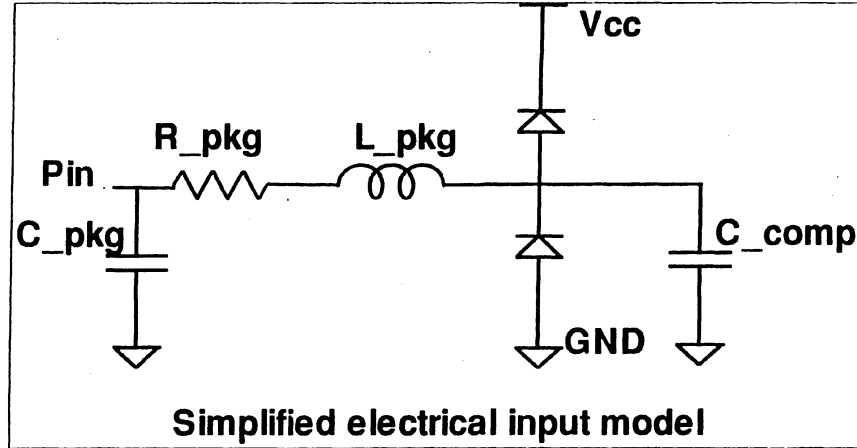 Vcc
R_pkg
L_pkg
Pin
C_pkg
C_comp
GND
Simplified electrical input model